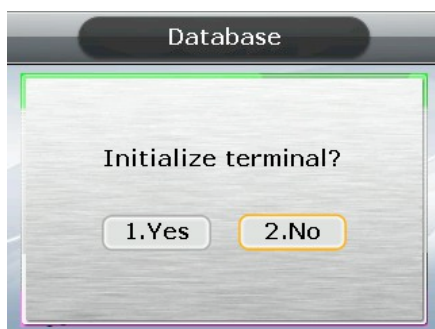 Database
Initialize terminal?
1.Yes 2.No